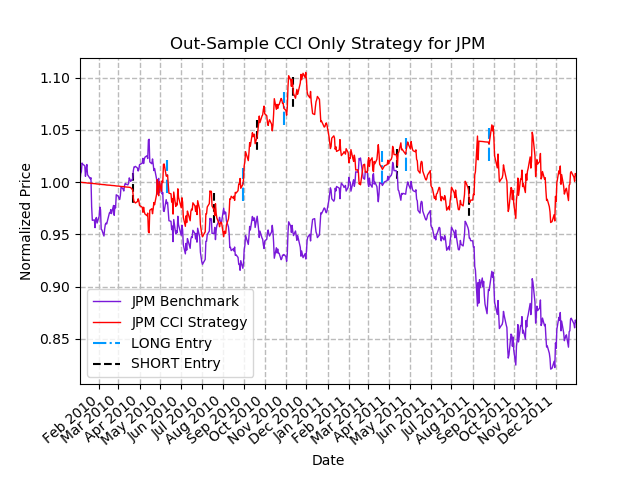 Out-Sample CCI Only Strategy for JPM
Normalized Price
1.10
1.05
1.00
0.95
0.90
0.85
JPM Benchmark
JPM CCI Strategy
LONG Entry
SHORT Entry
Feb 2010
Mar 2010
Apr 2010
May 2010
Jun 2010
Jul 2010
Aug 2010
Sep 2010
Oct 2010
Nov 2010
Dec 2010
Jan 2011
Feb 2011
Mar 2011
Apr 2011
May 2011
Jun 2011
Jul 2011
Aug 2011
Sep 2011
Oct 2011
Nov 2011
Dec 2011
Date